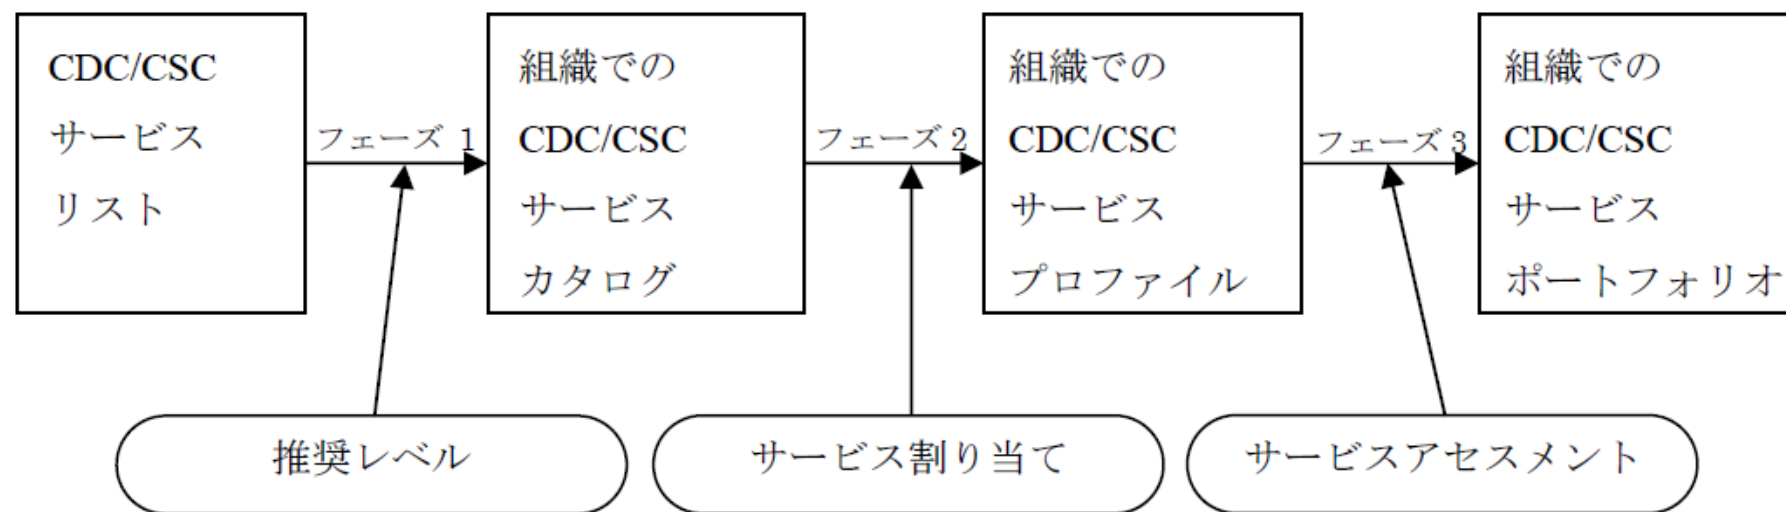 CDC/CSC
サービス
リスト
フェーズ 1
組織での
CDC/CSC
サービス
カタログ
フェーズ 2
組織での
CDC/CSC
サービス
プロファイル
フェーズ 3
組織での
CDC/CSC
サービス
ポートフォリオ
推奨レベル
サービス割り当て
サービスアセスメント